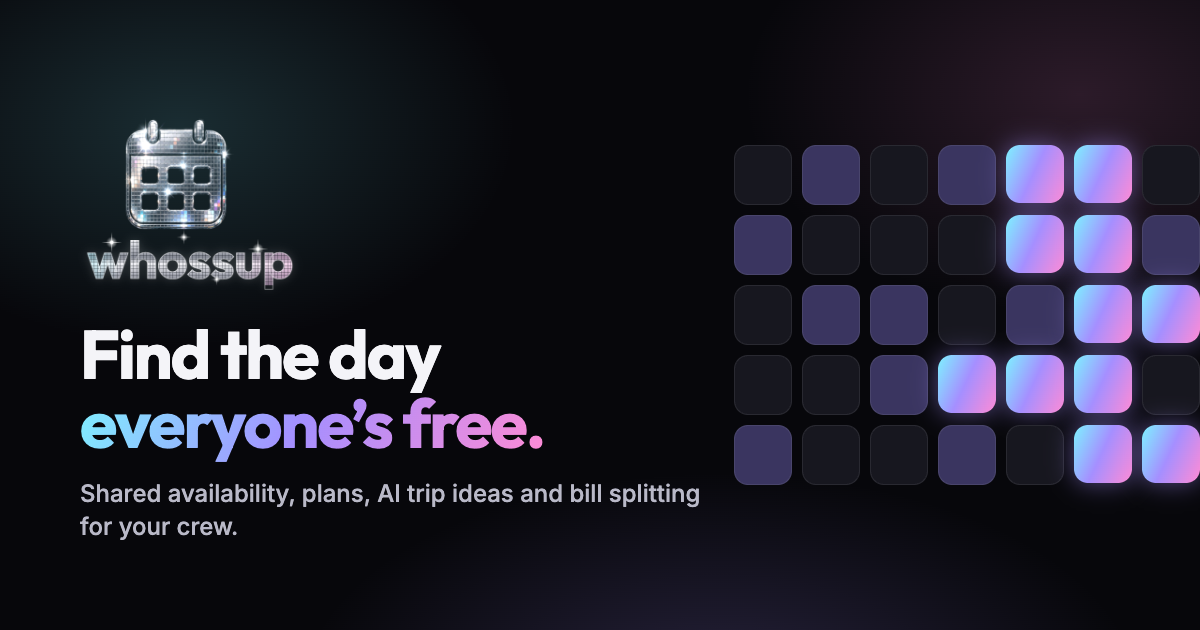 whossup
Find the day
everyone’s free.
Shared availability, plans, AI trip ideas and bill splitting
for your crew.